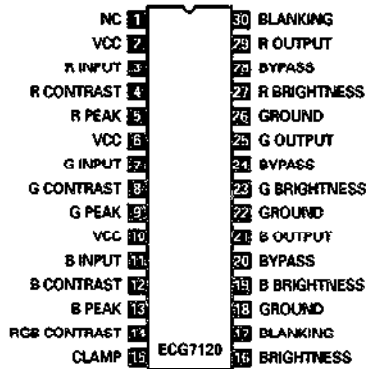 NC 1 30 BLANKING
VCC 2 29 R OUTPUT
R INPUT 3 28 BYPASS
R CONTRAST 4 27 R BRIGHTNESS
R PEAK 5 26 GROUND
VCC 6 25 G OUTPUT
G INPUT 7 24 BYPASS
G CONTRAST 8 23 G BRIGHTNESS
G PEAK 9 22 GROUND
VCC 10 21 B OUTPUT
B INPUT 11 20 BYPASS
B CONTRAST 12 19 B BRIGHTNESS
B PEAK 13 18 GROUND
RGB CONTRAST 14 17 BLANKING
CLAMP 15 ECG7120 16 BRIGHTNESS